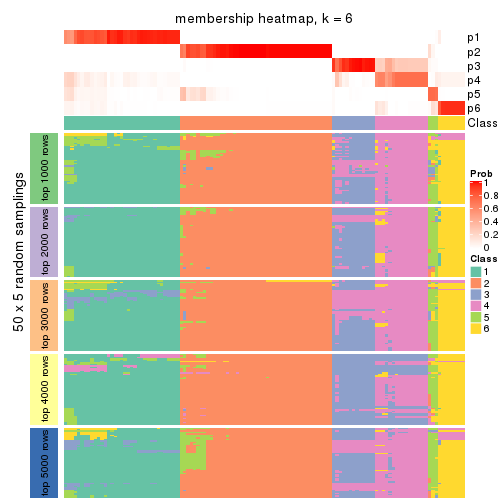 membership heatmap, k = 6
p1
p2
p3
p4
p5
p6
Class
50 x 5 random samplings
top 1000 rows
top 2000 rows
top 3000 rows
top 4000 rows
top 5000 rows
Prob
1
0.8
0.6
0.4
0.2
0
Class
1
2
3
4
5
6